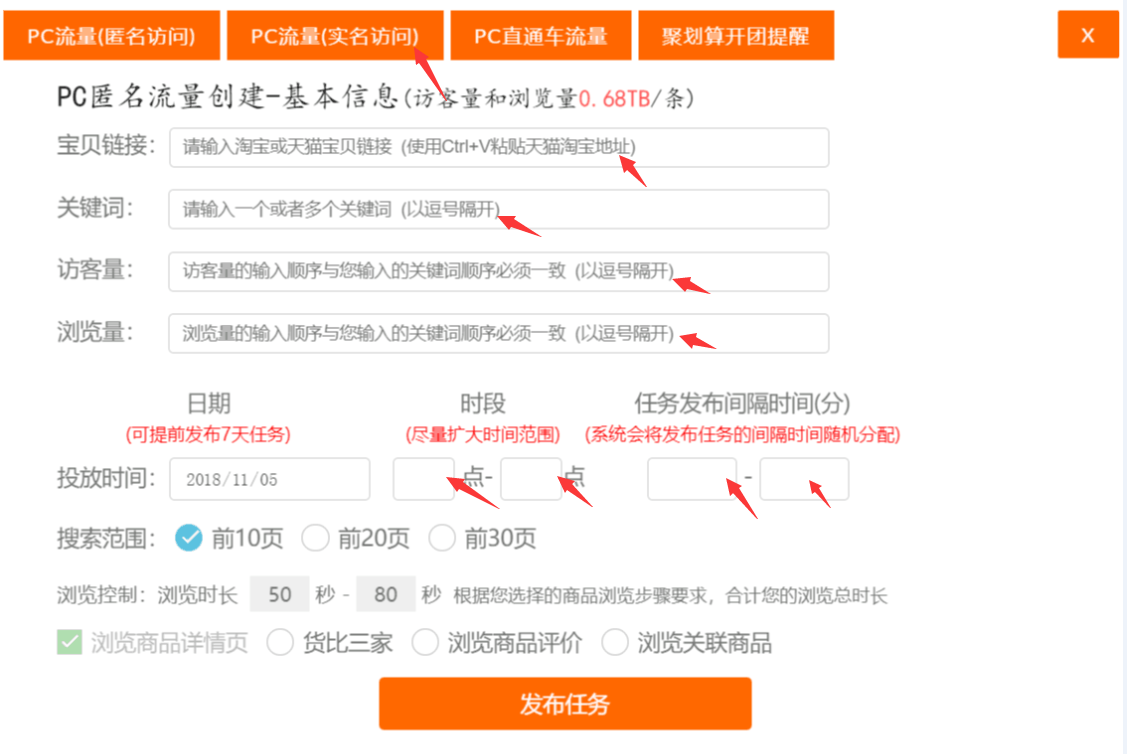 PC流量(匿名访问) PC流量(实名访问) PC直通车流量 聚划算开团提醒 X
PC匿名流量创建-基本信息(访客量和浏览量0.68TB/条)
宝贝链接: 请输入淘宝或天猫宝贝链接 (使用Ctrl+V粘贴天猫淘宝地址)
关键词: 请输入一个或者多个关键词 (以逗号隔开)
访客量: 访客量的输入顺序与您输入的关键词顺序必须一致 (以逗号隔开)
浏览量: 浏览量的输入顺序与您输入的关键词顺序必须一致 (以逗号隔开)
日期 时段 任务发布间隔时间(分)
(可提前发布7天任务) (尽量扩大时间范围) (系统会将发布任务的间隔时间随机分配)
投放时间: 2018/11/05 点- 点 -
搜索范围: 前10页 前20页 前30页
浏览控制: 浏览时长 50 秒 - 80 秒 根据您选择的商品浏览步骤要求，合计您的浏览总时长
浏览商品详情页 货比三家 浏览商品评价 浏览关联商品
发布任务